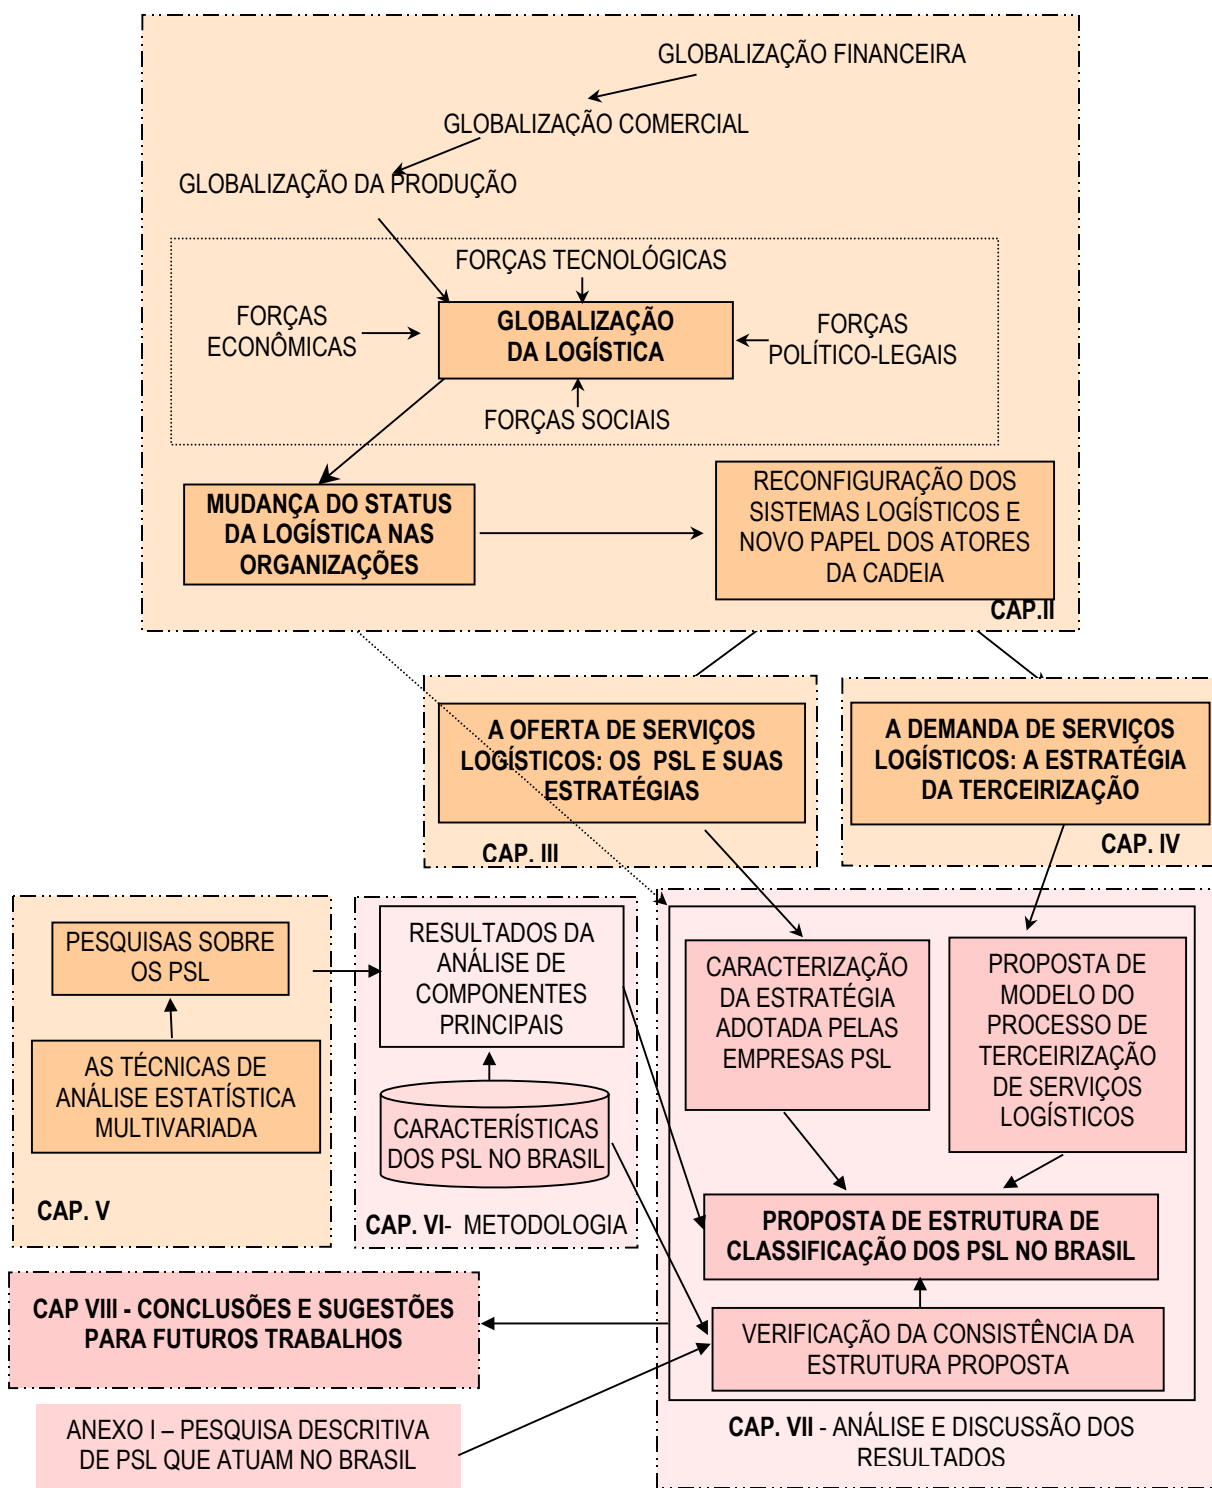 GLOBALIZAÇÃO FINANCEIRA
GLOBALIZAÇÃO COMERCIAL
GLOBALIZAÇÃO DA PRODUÇÃO
FORÇAS TECNOLÓGICAS
FORÇAS
ECONÔMICAS
GLOBALIZAÇÃO
DA LOGÍSTICA
FORÇAS
POLÍTICO-LEGAIS
FORÇAS SOCIAIS
MUDANÇA DO STATUS
DA LOGÍSTICA NAS
ORGANIZAÇÕES
RECONFIGURAÇÃO DOS
SISTEMAS LOGÍSTICOS E
NOVO PAPEL DOS ATORES
DA CADEIA
CAP.II
A OFERTA DE SERVIÇOS
LOGÍSTICOS: OS PSL E SUAS
ESTRATÉGIAS
CAP. III
A DEMANDA DE SERVIÇOS
LOGÍSTICOS: A ESTRATÉGIA
DA TERCEIRIZAÇÃO
CAP. IV
PESQUISAS SOBRE
OS PSL
AS TÉCNICAS DE
ANÁLISE ESTATÍSTICA
MULTIVARIADA
CAP. V
RESULTADOS DA
ANÁLISE DE
COMPONENTES
PRINCIPAIS
CARACTERÍSTICAS
DOS PSL NO BRASIL
CAP. VI- METODOLOGIA
CARACTERIZAÇÃO
DA ESTRATÉGIA
ADOTADA PELAS
EMPRESAS PSL
PROPOSTA DE
MODELO DO
PROCESSO DE
TERCEIRIZAÇÃO
DE SERVIÇOS
LOGÍSTICOS
PROPOSTA DE ESTRUTURA DE
CLASSIFICAÇÃO DOS PSL NO BRASIL
VERIFICAÇÃO DA CONSISTÊNCIA DA
ESTRUTURA PROPOSTA
CAP. VII - ANÁLISE E DISCUSSÃO DOS
RESULTADOS
CAP VIII - CONCLUSÕES E SUGESTÕES
PARA FUTUROS TRABALHOS
ANEXO I – PESQUISA DESCRITIVA
DE PSL QUE ATUAM NO BRASIL